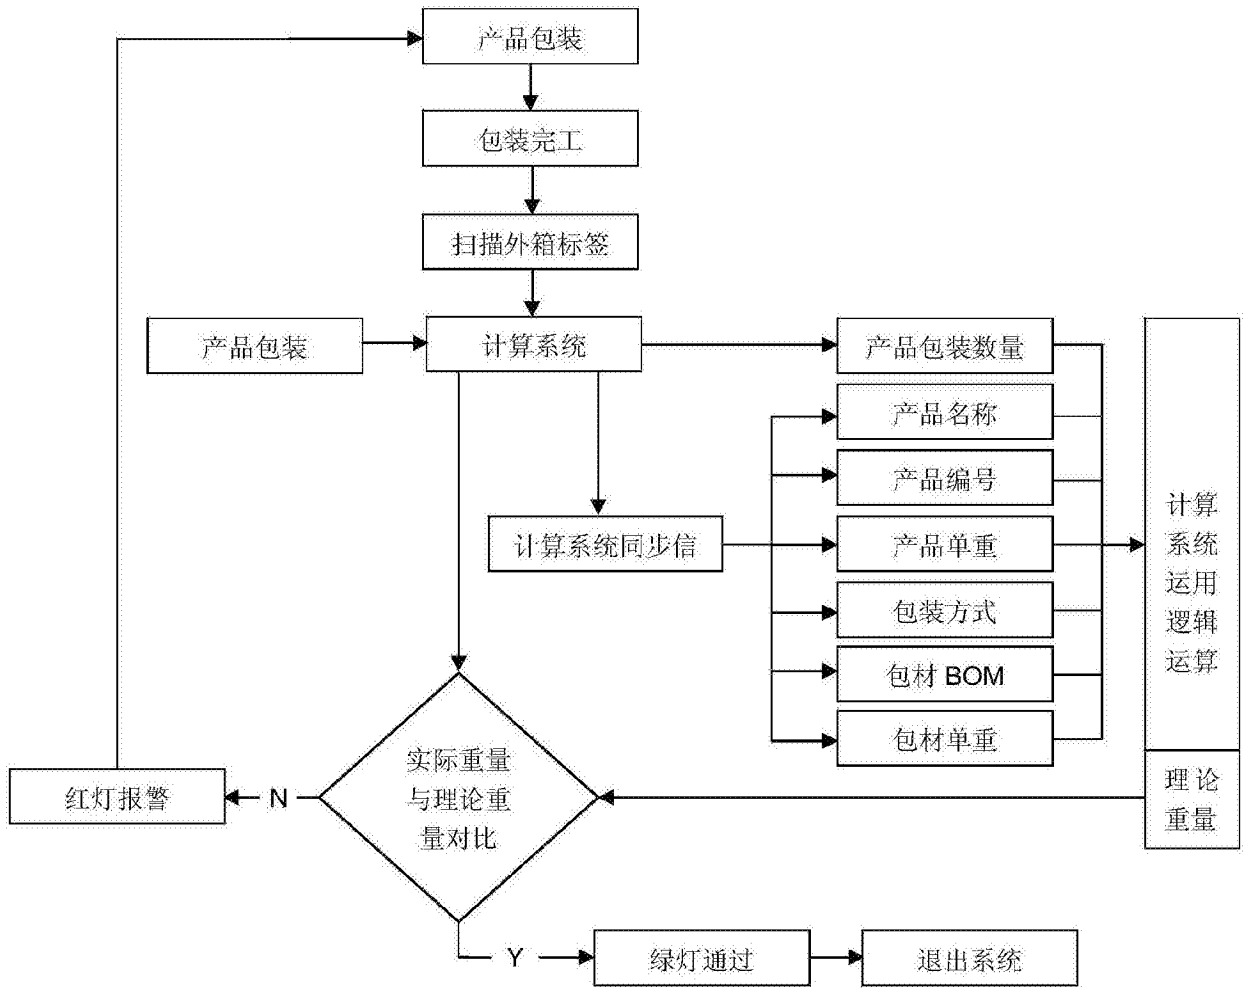 产品包装
包装完工
扫描外箱标签
产品包装
计算系统
产品包装数量
产品名称
产品编号
计算系统同步信
产品单重
包装方式
包材 BOM
包材单重
计算
系统
运用
逻辑
运算
理论
重量
实际重量
与理论重
量对比
N
红灯报警
Y
绿灯通过
退出系统